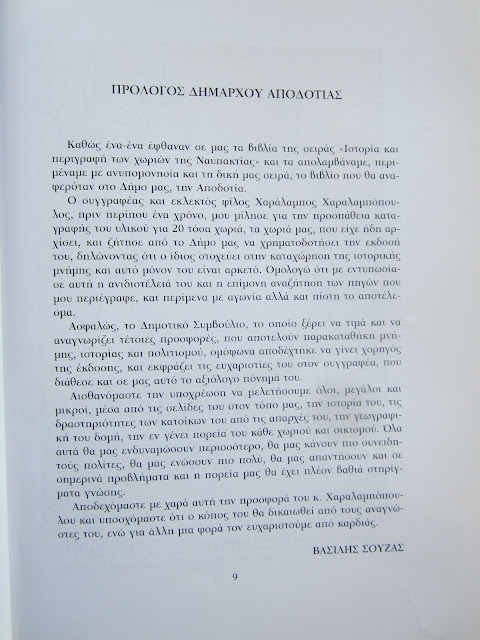 ΠΡΟΛΟΓΟΣ ΔΗΜΑΡΧΟΥ ΑΠΟΔΟΤΙΑΣ
Καθώς ένα-ένα έφθαναν σε μας τα βιβλία της σειράς «Ιστορία και
περιγραφή των χωριών της Ναυπακτίας» και τα απολαμβάναμε, περι-
μέναμε με ανυπομονησία και τη δική μας σειρά, το βιβλίο που θα ανα-
φερόταν στο Δήμο μας, την Αποδοτία.
Ο συγγραφέας και εκλεκτός φίλος Χαράλαμπος Χαραλαμπόπου-
λος, πριν περίπου ένα χρόνο, μου μίλησε για την προσπάθεια κατα-
γραφής του υλικού για 20 τόσα χωριά, τα χωριά μας, που είχε ήδη αρ-
χίσει, και ζήτησε από το Δήμο μας να χρηματοδοτήσει την έκδοσή
του, δηλώνοντας ότι ο ίδιος στοχεύει στην καταχώρηση της ιστορικής
μνήμης και αυτό μόνον του είναι αρκετό. Ομολογώ ότι με εντυπωσία-
σε αυτή η ανιδιοτέλειά του και η επίμονη αναζήτηση των πηγών που
μου περιέγραφε, και περίμενα με αγωνία αλλά και πίστη το αποτέλε-
σμα.
Ασφαλώς, το Δημοτικό Συμβούλιο, το οποίο ξέρει να τιμά και να
αναγνωρίζει τέτοιες προσφορές, που αποτελούν παρακαταθήκη μνή-
μης, ιστορίας και πολιτισμού, ομόφωνα αποδέχτηκε να γίνει χορηγός
της έκδοσης, και εκφράζει τις ευχαριστίες του στον συγγραφέα, που
διάθεσε και σε μας αυτό το αξιόλογο πόνημά του.
Αισθανόμαστε την υποχρέωση να μελετήσουμε όλοι, μεγάλοι και
μικροί, μέσα από τις σελίδες του στον τόπο μας, την ιστορία του, τις
δραστηριότητες των κατοίκων του από τις απαρχές του, την γεωγραφι-
κή του δομή, την εν γένει πορεία του κάθε χωριού και οικισμού. Όλα
αυτά θα μας ενδυναμώσουν περισσότερο, θα μας κάνουν πιο συνειδη-
τούς πολίτες, θα μας ενώσουν πιο πολύ, θα μας απαντήσουν και σε
σημερινά προβλήματα και η πορεία μας θα έχει πλέον βαθιά στηρίγ-
ματα γνώσης.
Αποδεχόμαστε με χαρά αυτή την προσφορά του κ. Χαραλαμπόπου-
λου και υποσχόμαστε ότι ο κόπος του θα δικαιωθεί από τους αναγνώ-
στες του, ενώ για άλλη μια φορά τον ευχαριστούμε από καρδιάς.
ΒΑΣΙΛΗΣ ΣΟΥΖΑΣ
9